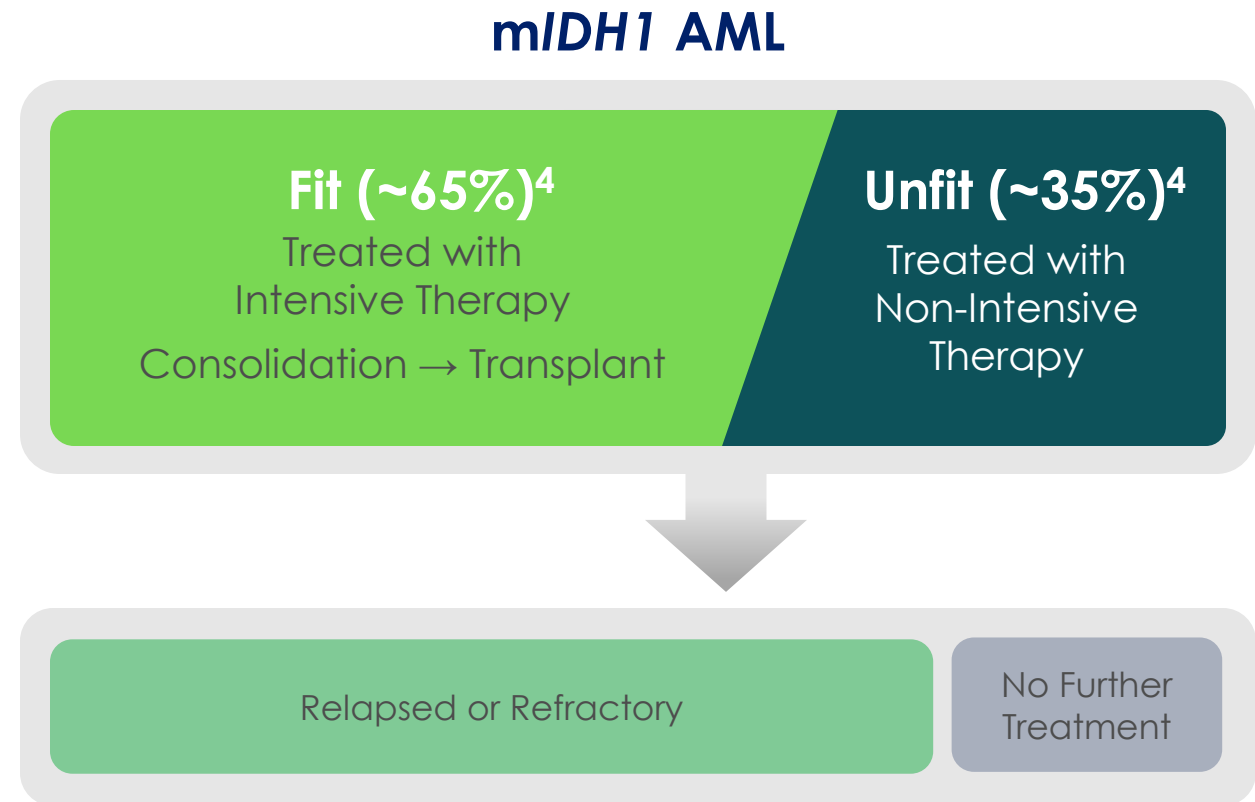 mIDH1 AML
Fit (~65%)⁴
Treated with
Intensive Therapy
Consolidation → Transplant
Unfit (~35%)⁴
Treated with
Non-Intensive
Therapy
Relapsed or Refractory
No Further
Treatment